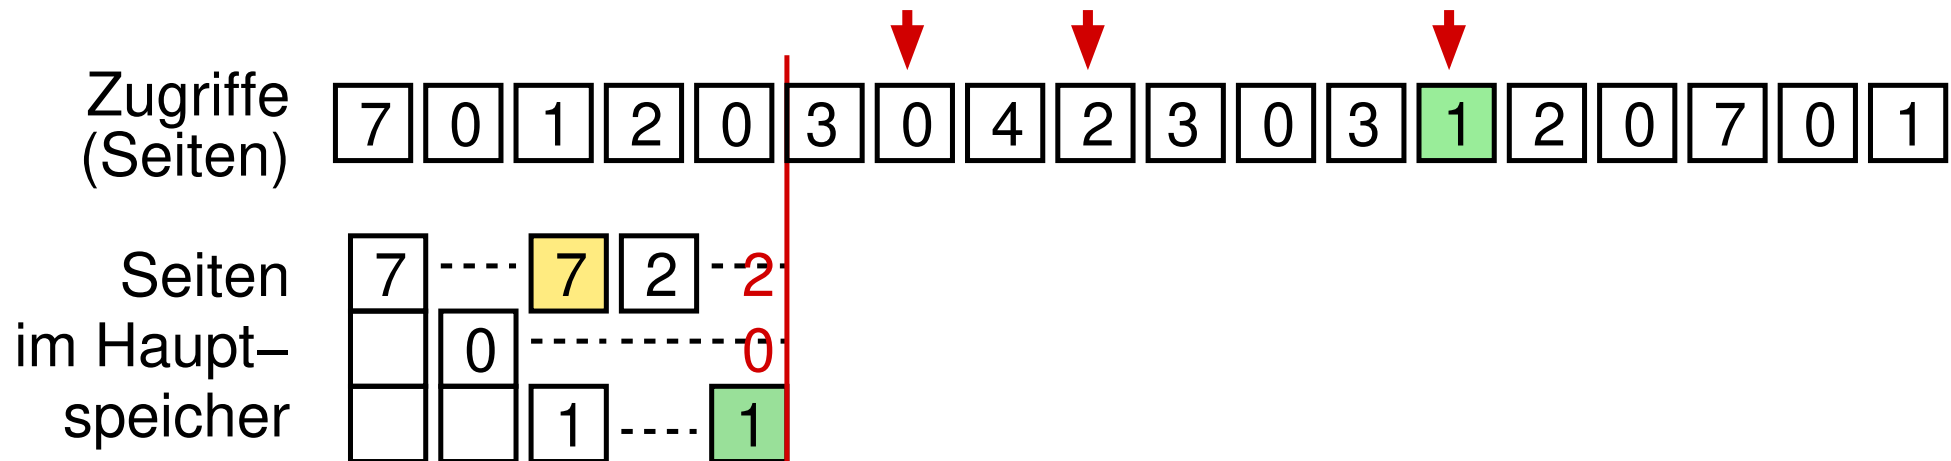 Zugriffe
(Seiten)
7 0 1 2 0 3 0 4 2 3 0 3 1 2 0 7 0 1
Seiten 7 7 2 2
im Haupt– 0 0
speicher 1 1